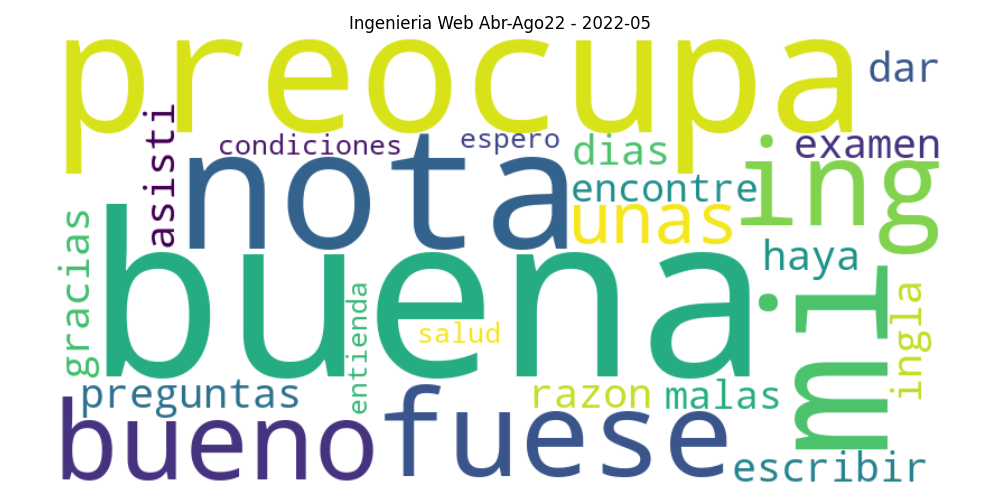 Ingenieria Web Abr-Ago22 - 2022-05
preocupa
dar
asisti
condiciones
espero
dias
examen
nota
ing
encontre
unas
gracias
buena
haya
mi
entienda
salud
ingla
preguntas
razon
malas
bueno
fuese
escribir